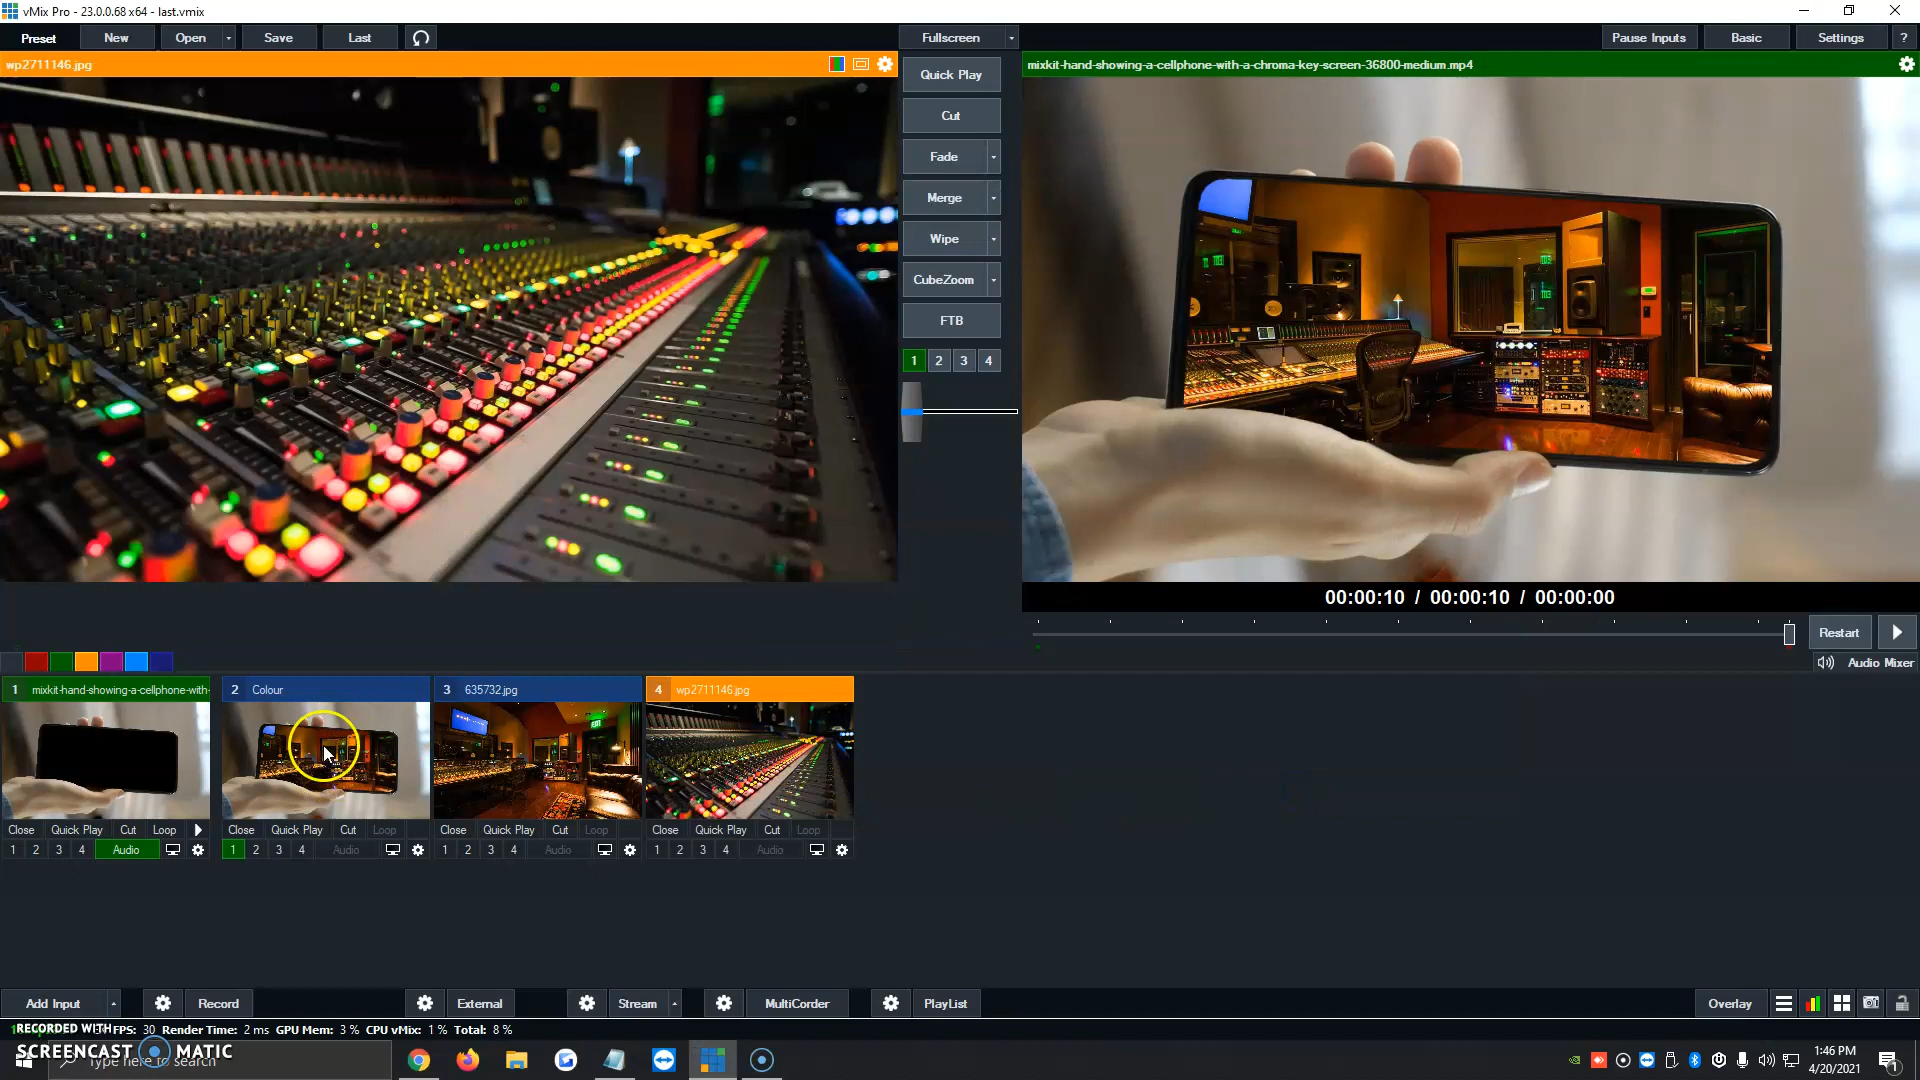 vMix Pro - 23.0.0.68 x64 - last.vmix
Preset New Open Save Last Fullscreen Pause Inputs Basic Settings ?
wp2711146.jpg
mixkit-hand-showing-a-cellphone-with-a-chroma-key-screen-36800-medium.mp4
Quick Play
Cut
Fade
Merge
Wipe
CubeZoom
FTB
1 2 3 4
00:00:10 / 00:00:10 / 00:00:00
Restart
Audio Mixer
1 mixkit-hand-showing-a-cellphone-with- 2 Colour 3 635732.jpg 4 wp2711146.jpg
EXIT
Close Quick Play Cut Loop Close Quick Play Cut Loop Close Quick Play Cut Loop Close Quick Play Cut Loop
1 2 3 4 Audio 1 2 3 4 Audio 1 2 3 4 Audio 1 2 3 4 Audio
Add Input Record External Stream MultiCorder PlayList Overlay
RECORDED WITH FPS: 30 Render Time: 2 ms GPU Mem: 3 % CPU vMix: 1 % Total: 8 %
SCREENCAST MATIC
Type here to search
1:46 PM
4/20/2021
1